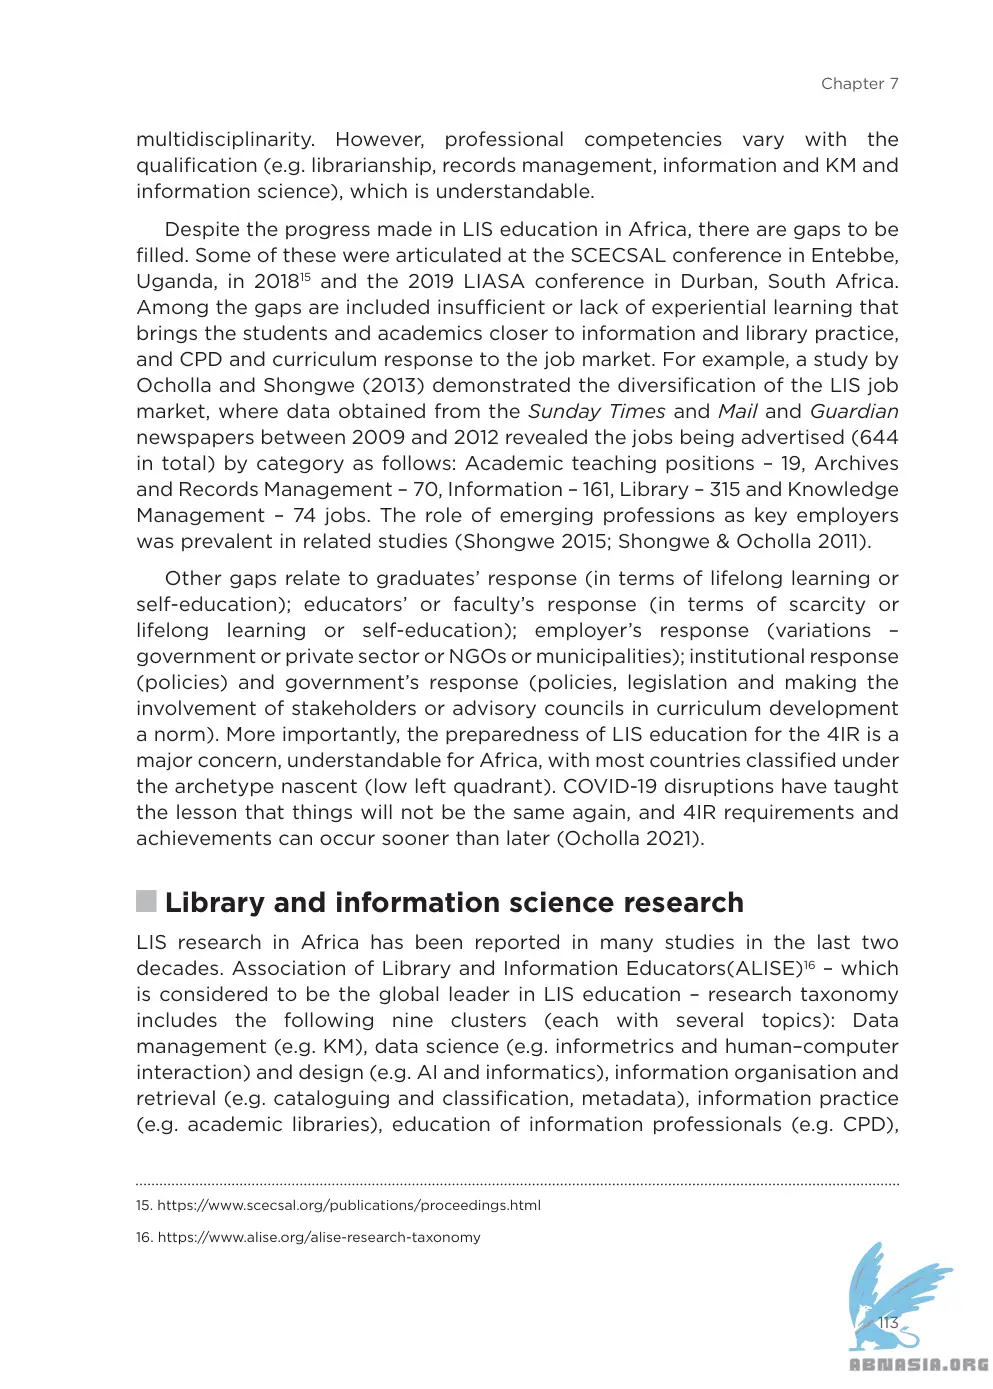 Chapter 7
multidisciplinarity. However, professional competencies vary with the
qualification (e.g. librarianship, records management, information and KM and
information science), which is understandable.
Despite the progress made in LIS education in Africa, there are gaps to be
filled. Some of these were articulated at the SCECSAL conference in Entebbe,
Uganda, in 2018¹⁵ and the 2019 LIASA conference in Durban, South Africa.
Among the gaps are included insufficient or lack of experiential learning that
brings the students and academics closer to information and library practice,
and CPD and curriculum response to the job market. For example, a study by
Ocholla and Shongwe (2013) demonstrated the diversification of the LIS job
market, where data obtained from the Sunday Times and Mail and Guardian
newspapers between 2009 and 2012 revealed the jobs being advertised (644
in total) by category as follows: Academic teaching positions – 19, Archives
and Records Management – 70, Information – 161, Library – 315 and Knowledge
Management – 74 jobs. The role of emerging professions as key employers
was prevalent in related studies (Shongwe 2015; Shongwe & Ocholla 2011).
Other gaps relate to graduates’ response (in terms of lifelong learning or
self-education); educators’ or faculty’s response (in terms of scarcity or
lifelong learning or self-education); employer’s response (variations –
government or private sector or NGOs or municipalities); institutional response
(policies) and government’s response (policies, legislation and making the
involvement of stakeholders or advisory councils in curriculum development
a norm). More importantly, the preparedness of LIS education for the 4IR is a
major concern, understandable for Africa, with most countries classified under
the archetype nascent (low left quadrant). COVID-19 disruptions have taught
the lesson that things will not be the same again, and 4IR requirements and
achievements can occur sooner than later (Ocholla 2021).
Library and information science research
LIS research in Africa has been reported in many studies in the last two
decades. Association of Library and Information Educators(ALISE)¹⁶ – which
is considered to be the global leader in LIS education – research taxonomy
includes the following nine clusters (each with several topics): Data
management (e.g. KM), data science (e.g. informetrics and human–computer
interaction) and design (e.g. AI and informatics), information organisation and
retrieval (e.g. cataloguing and classification, metadata), information practice
(e.g. academic libraries), education of information professionals (e.g. CPD),
15. https://www.scecsal.org/publications/proceedings.html
16. https://www.alise.org/alise-research-taxonomy
113
ABNASIA.ORG